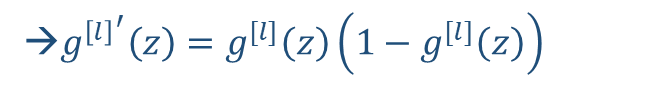 →g^{[l]'}(z) = g^{[l]}(z)(1 − g^{[l]}(z))